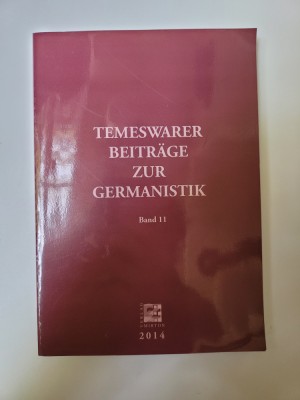 TEMESWARER
BEITRÄGE
ZUR
GERMANISTIK
Band 11
2014